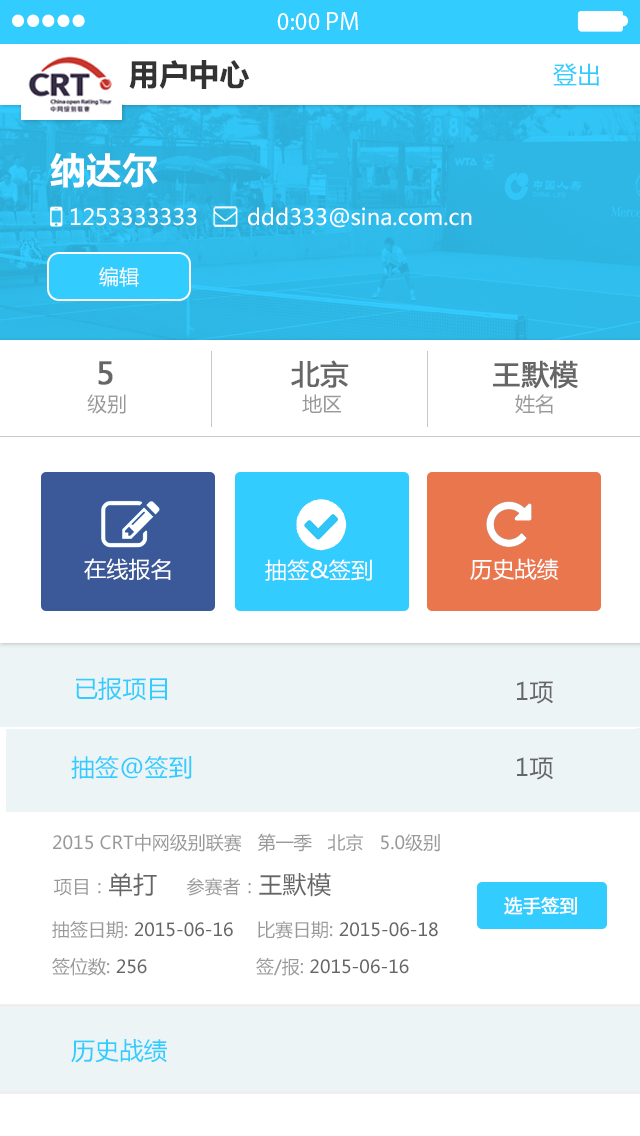 0:00 PM
CRT
China open Rating Tour
中网级别联赛
用户中心
登出
WTA
中国人寿
纳达尔
1253333333 ddd333@sina.com.cn
编辑
5 北京 王默模
级别 地区 姓名
在线报名 抽签&签到 历史战绩
已报项目 1项
抽签@签到 1项
2015 CRT中网级别联赛 第一季 北京 5.0级别
项目：单打 参赛者：王默模
选手签到
抽签日期: 2015-06-16 比赛日期: 2015-06-18
签位数: 256 签/报: 2015-06-16
历史战绩